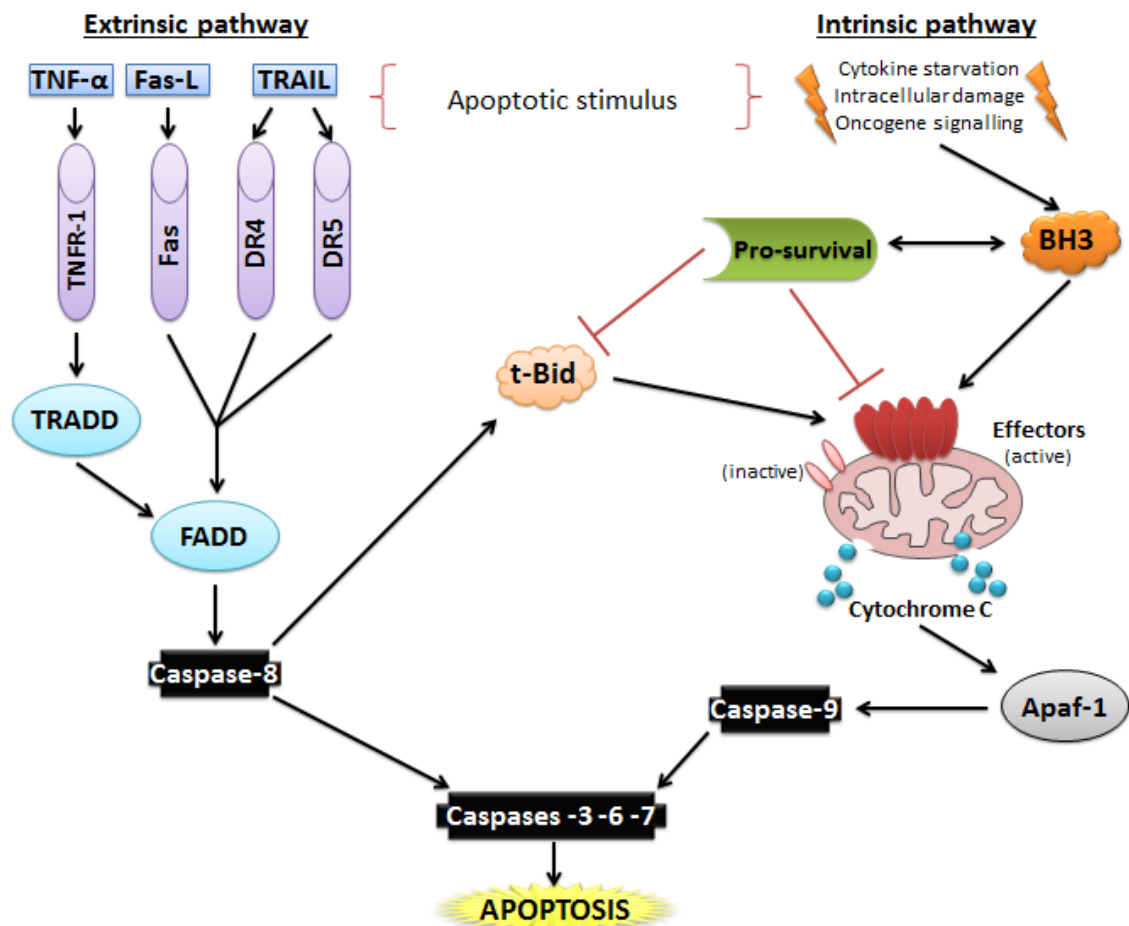 Extrinsic pathway
Intrinsic pathway
TNF-α
Fas-L
TRAIL
Apoptotic stimulus
Cytokine starvation
Intracellular damage
Oncogene signalling
TNFR-1
Fas
DR4
DR5
Pro-survival
BH3
t-Bid
TRADD
Effectors
(active)
(inactive)
FADD
Cytochrome C
Caspase-8
Caspase-9
Apaf-1
Caspases -3 -6 -7
APOPTOSIS